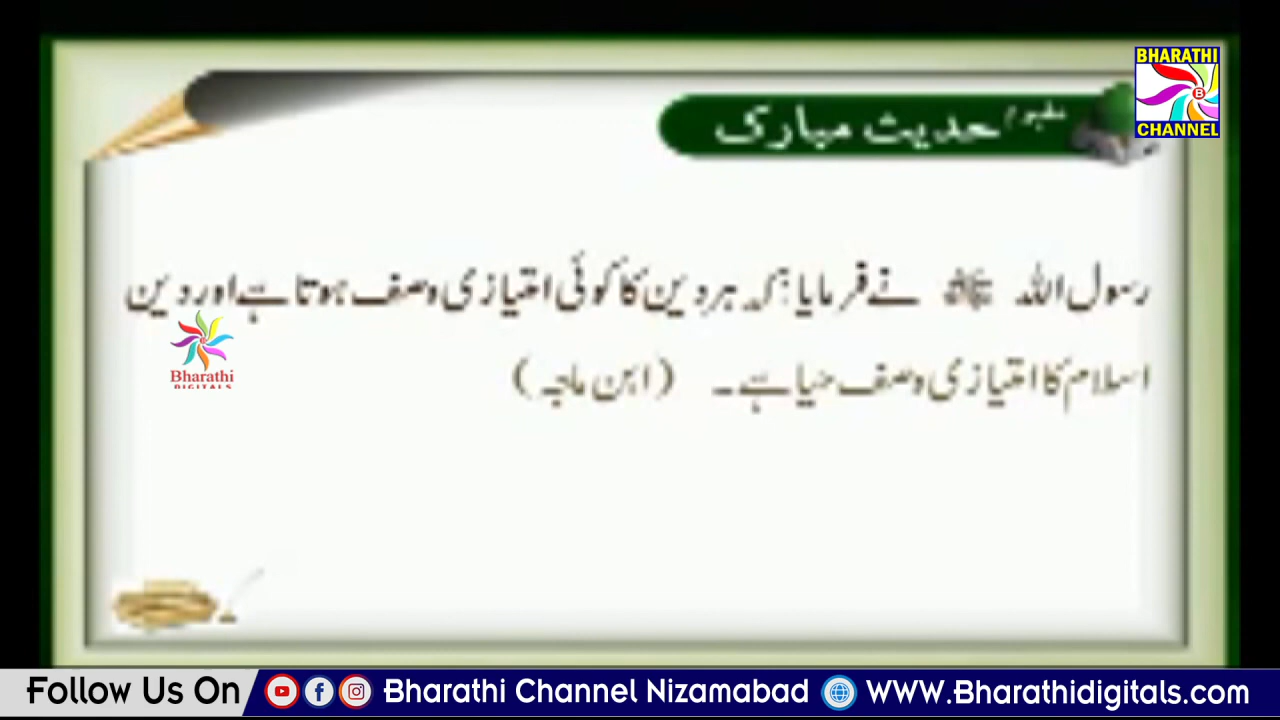 BHARATHI
CHANNEL
مفہوم حدیث مبارک
رسول اللہ ﷺ نے فرمایا: کہ ہر دین کا کوئی امتیازی وصف ہوتا ہے اور دین
اسلام کا امتیازی وصف حیا ہے ۔ (ابن ماجہ)
Bharathi
DIGITALS
Follow Us On Bharathi Channel Nizamabad WWW.Bharathidigitals.com